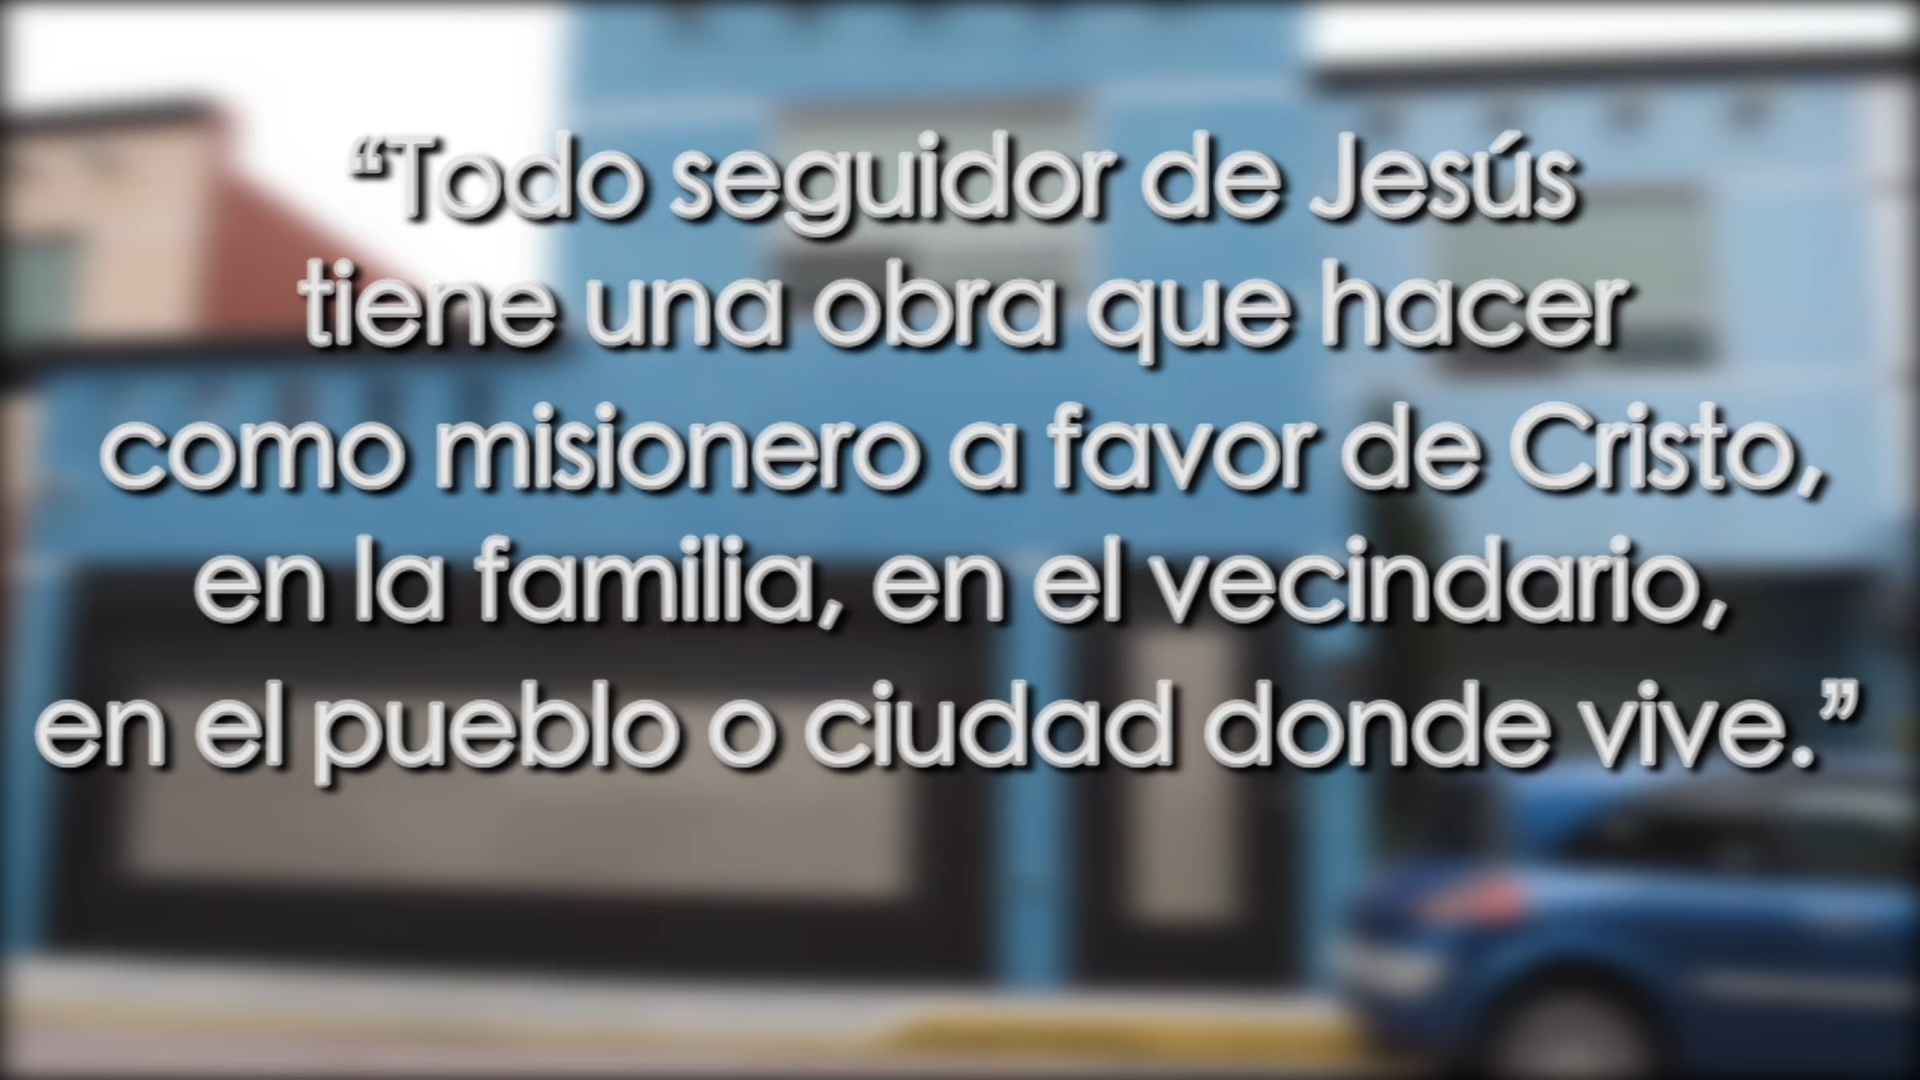 “Todo seguidor de Jesús
tiene una obra que hacer
como misionero a favor de Cristo,
en la familia, en el vecindario,
en el pueblo o ciudad donde vive.”